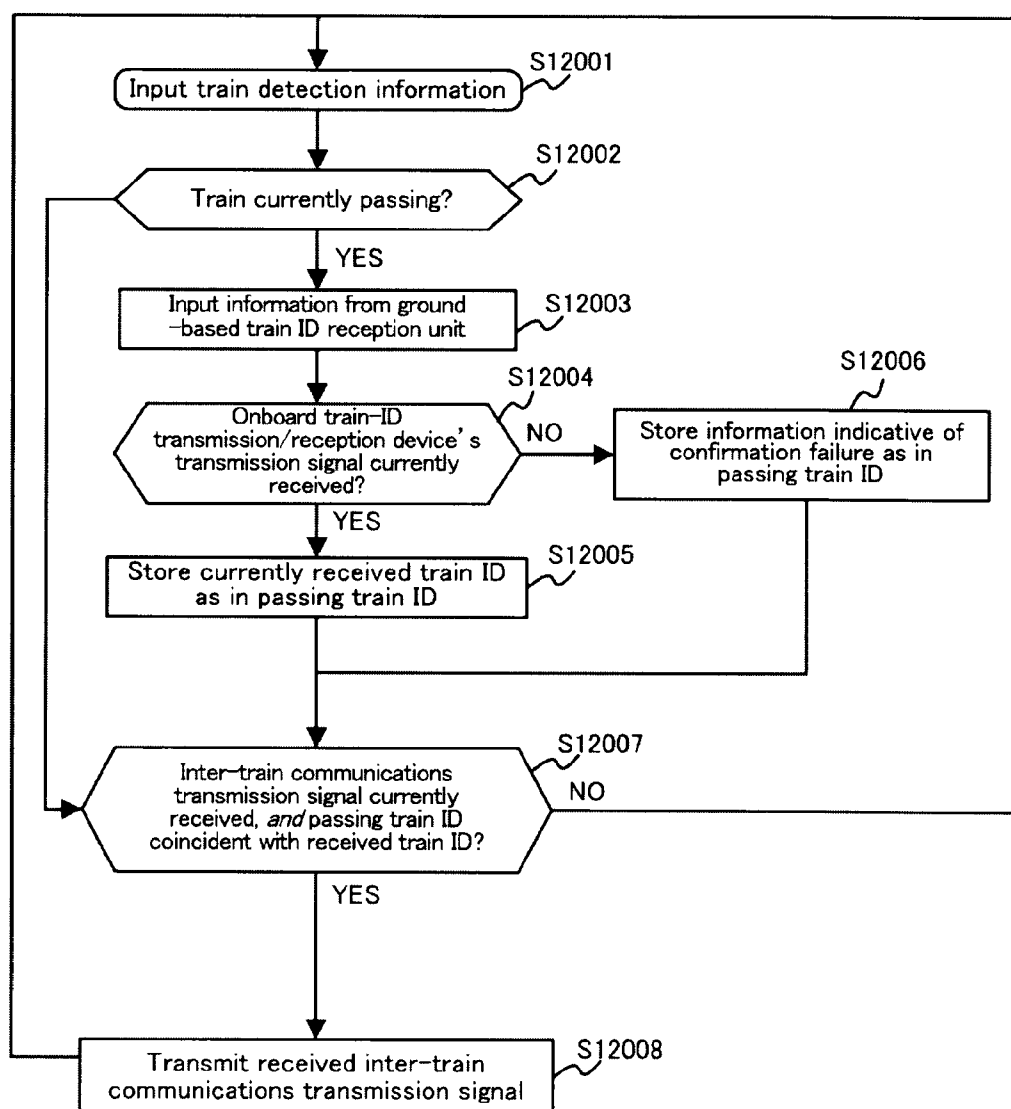 S12001
Input train detection information
S12002
Train currently passing?
YES
Input information from ground
-based train ID reception unit
S12003
S12004
Onboard train-ID
transmission/reception device's
transmission signal currently
received?
NO
S12006
Store information indicative of
confirmation failure as in
passing train ID
YES
S12005
Store currently received train ID
as in passing train ID
S12007
Inter-train communications
transmission signal currently
received, and passing train ID
coincident with received train ID?
NO
YES
S12008
Transmit received inter-train
communications transmission signal